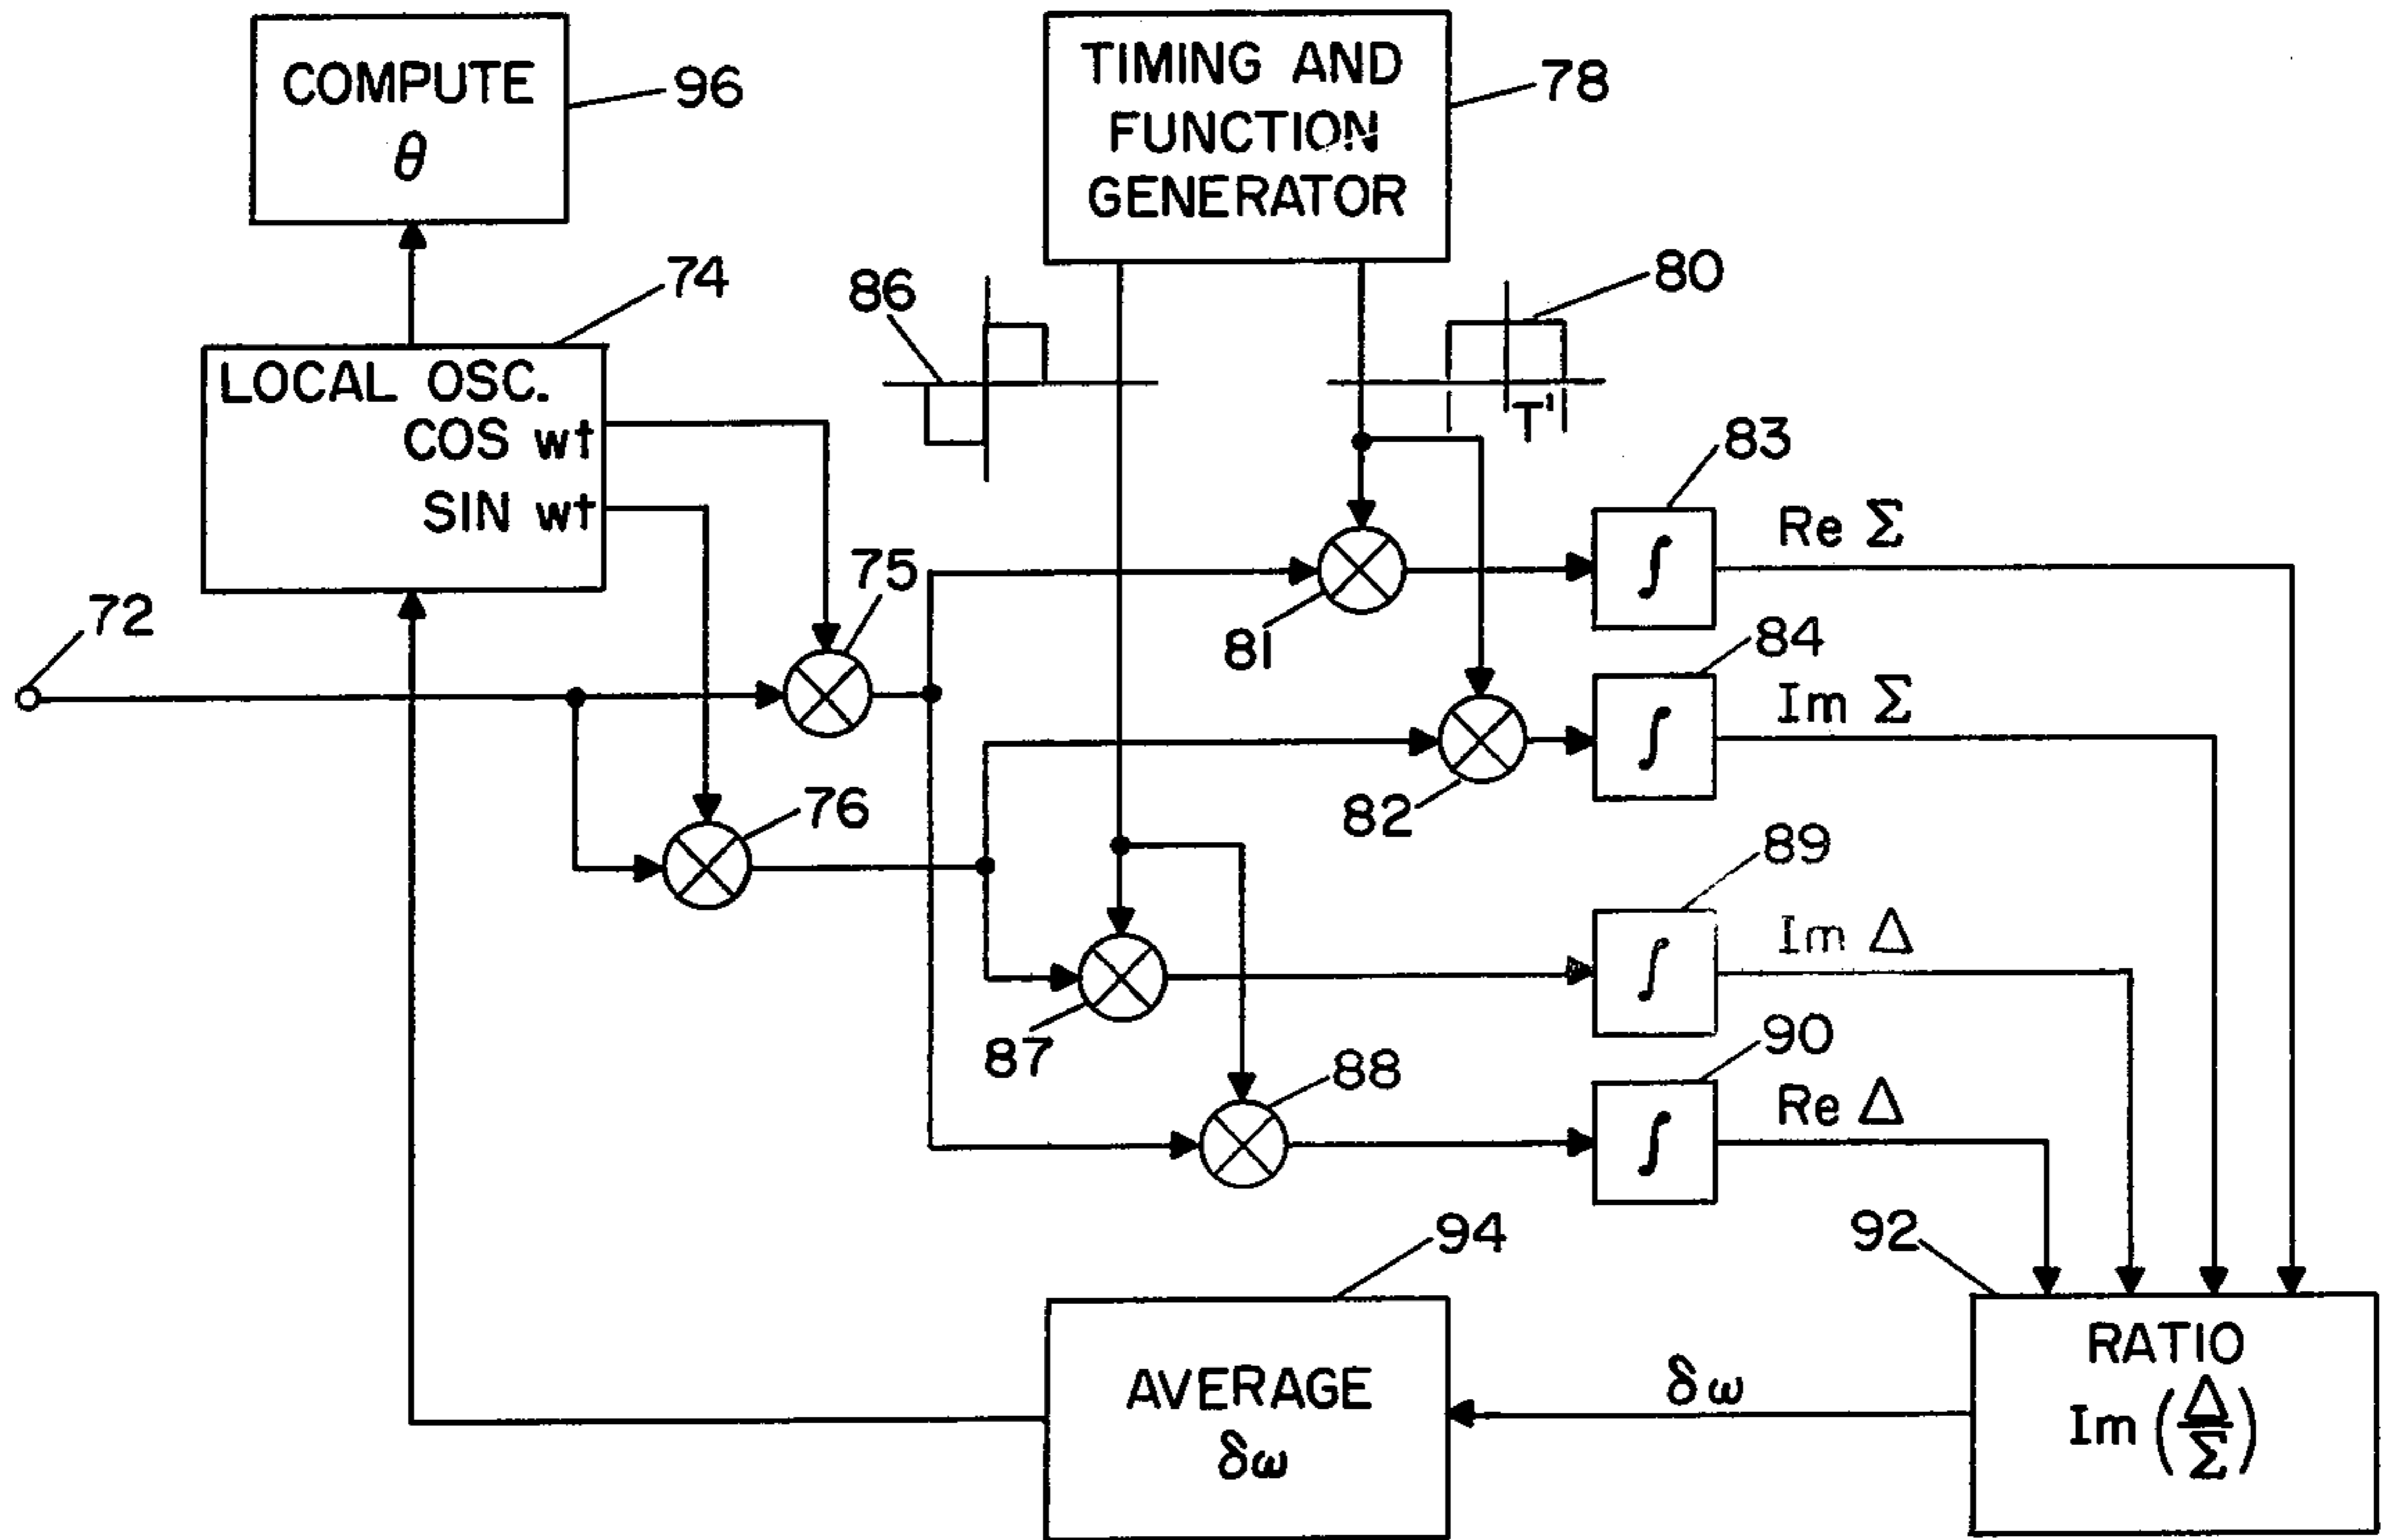 COMPUTE
θ
96
TIMING AND
FUNCTION
GENERATOR
78
74
86
80
T'
LOCAL OSC.
COS wt
SIN wt
83
Re Σ
∫
75
72
81
84
Im Σ
∫
76
82
89
Im Δ
∫
87
88
90
Re Δ
∫
94
92
AVERAGE
δω
δω
RATIO
Im (Δ/Σ)